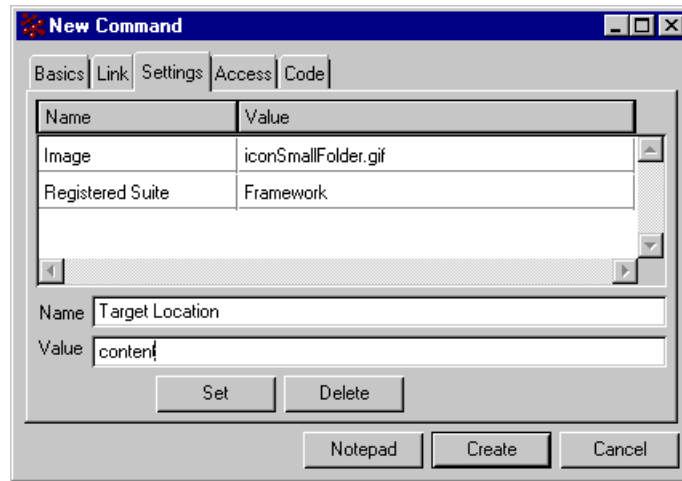 New Command
Basics Link Settings Access Code
Name Value
Image iconSmallFolder.gif
Registered Suite Framework
Name Target Location
Value content
Set Delete
Notepad Create Cancel